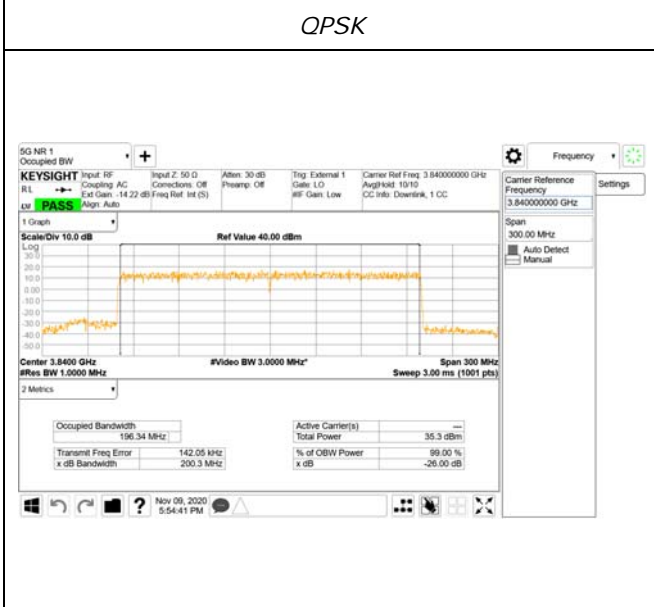 QPSK
5G NR 1
Occupied BW
+
Frequency
KEYSIGHT Input: RF Input Z: 50 Ω Atten: 30 dB Trig: External 1 Carrier Ref Freq: 3.840000000 GHz
RL Coupling: AC Corrections: Off Preamp: Off Gate: LO Avg|Hold: 10/10
Ext Gain: -14.22 dB Freq Ref: Int (S) #IF Gain: Low CC Info: Downlink, 1 CC
PASS Align: Auto
Carrier Reference
Frequency
3.840000000 GHz
Settings
Span
300.00 MHz
Auto Detect
Manual
1 Graph
Scale/Div 10.0 dB Ref Value 40.00 dBm
Log
30.0
20.0
10.0
0.00
-10.0
-20.0
-30.0
-40.0
-50.0
Center 3.8400 GHz #Video BW 3.0000 MHz* Span 300 MHz
#Res BW 1.0000 MHz Sweep 3.00 ms (1001 pts)
2 Metrics
Occupied Bandwidth Active Carrier(s) —
196.34 MHz Total Power 35.3 dBm
Transmit Freq Error 142.05 kHz % of OBW Power 99.00 %
x dB Bandwidth 200.3 MHz x dB -26.00 dB
? Nov 09, 2020
5:54:41 PM